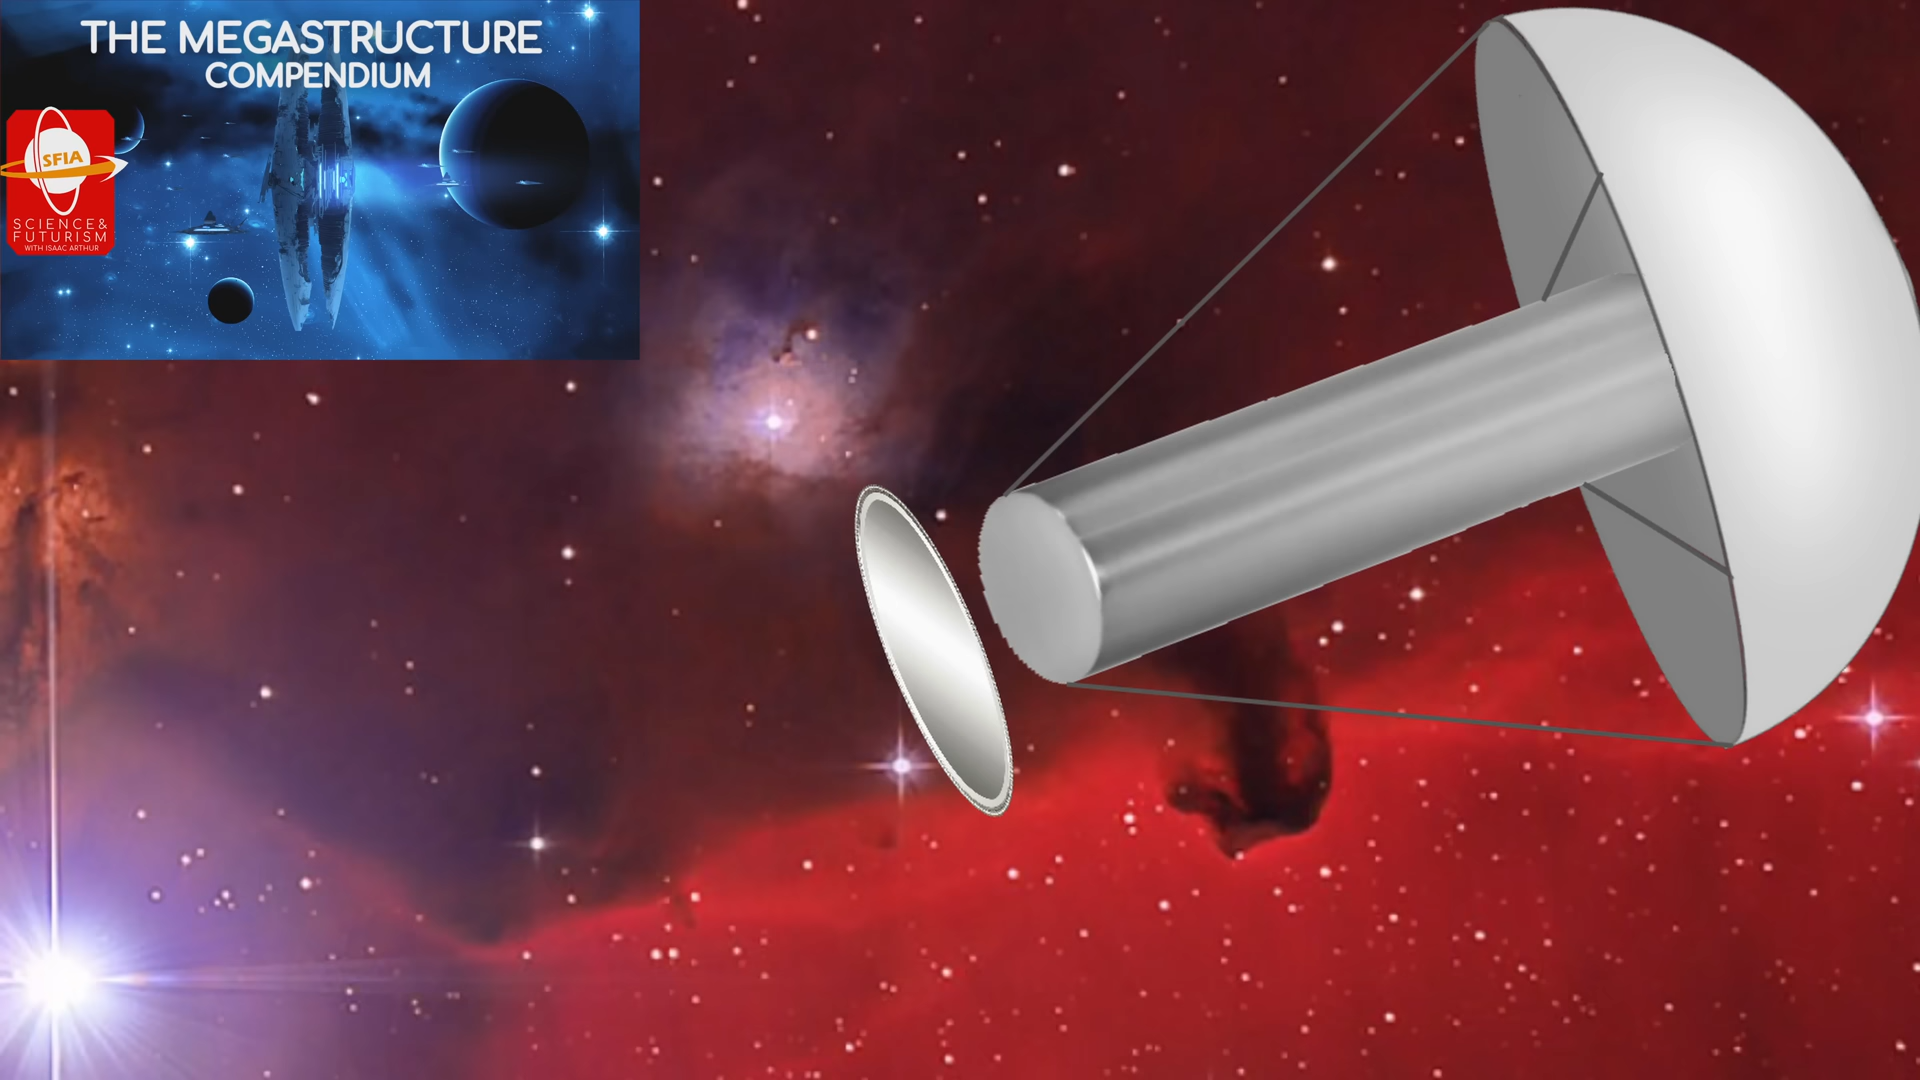 THE MEGASTRUCTURE
COMPENDIUM
SFIA
SCIENCE&
FUTURISM
WITH ISAAC ARTHUR